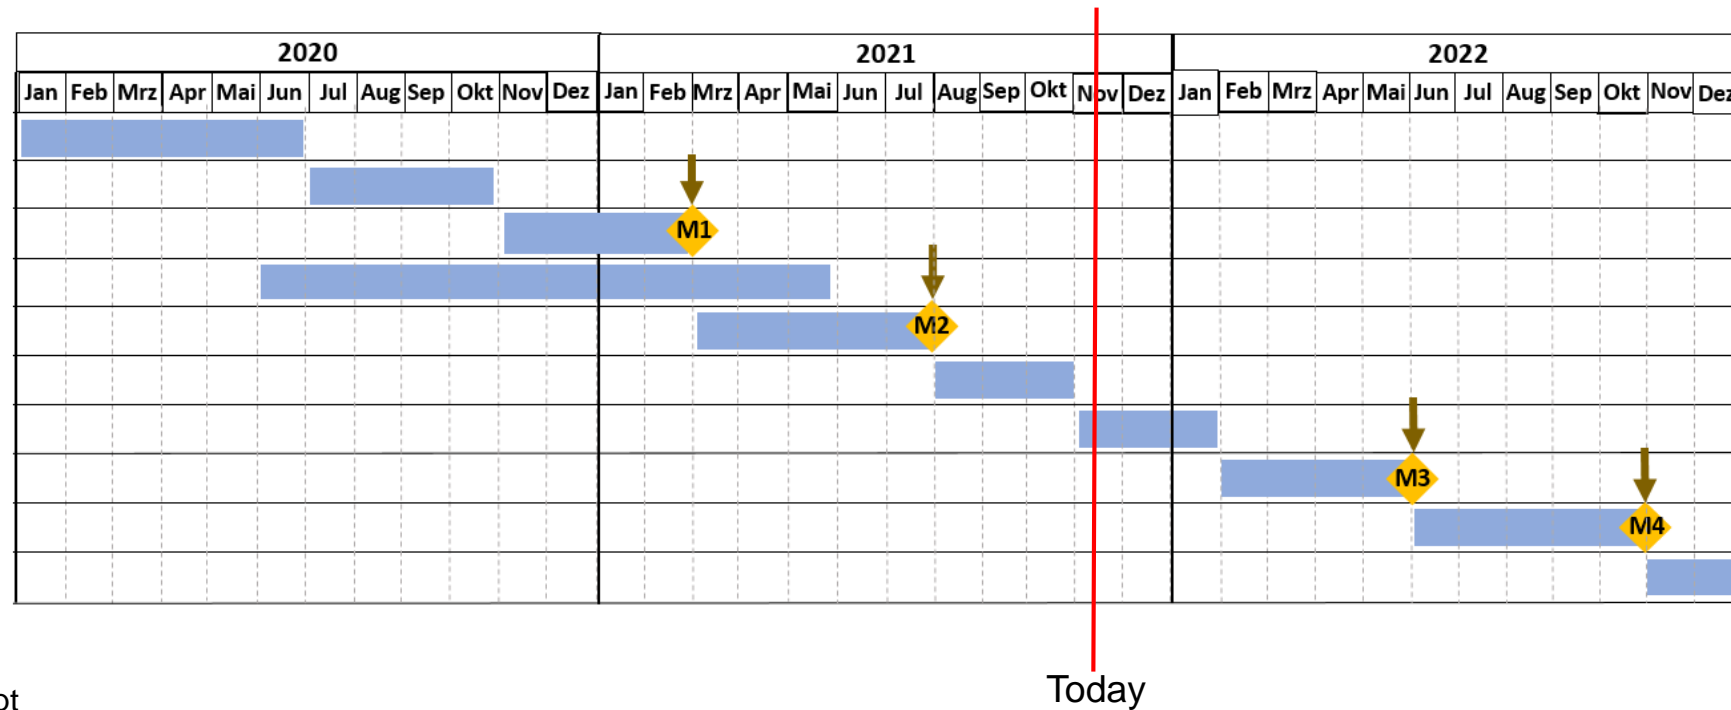 2020 2021 2022
Jan Feb Mrz Apr Mai Jun Jul Aug Sep Okt Nov Dez Jan Feb Mrz Apr Mai Jun Jul Aug Sep Okt Nov Dez Jan Feb Mrz Apr Mai Jun Jul Aug Sep Okt Nov Dez
M1
M2
M3
M4
Today
ot